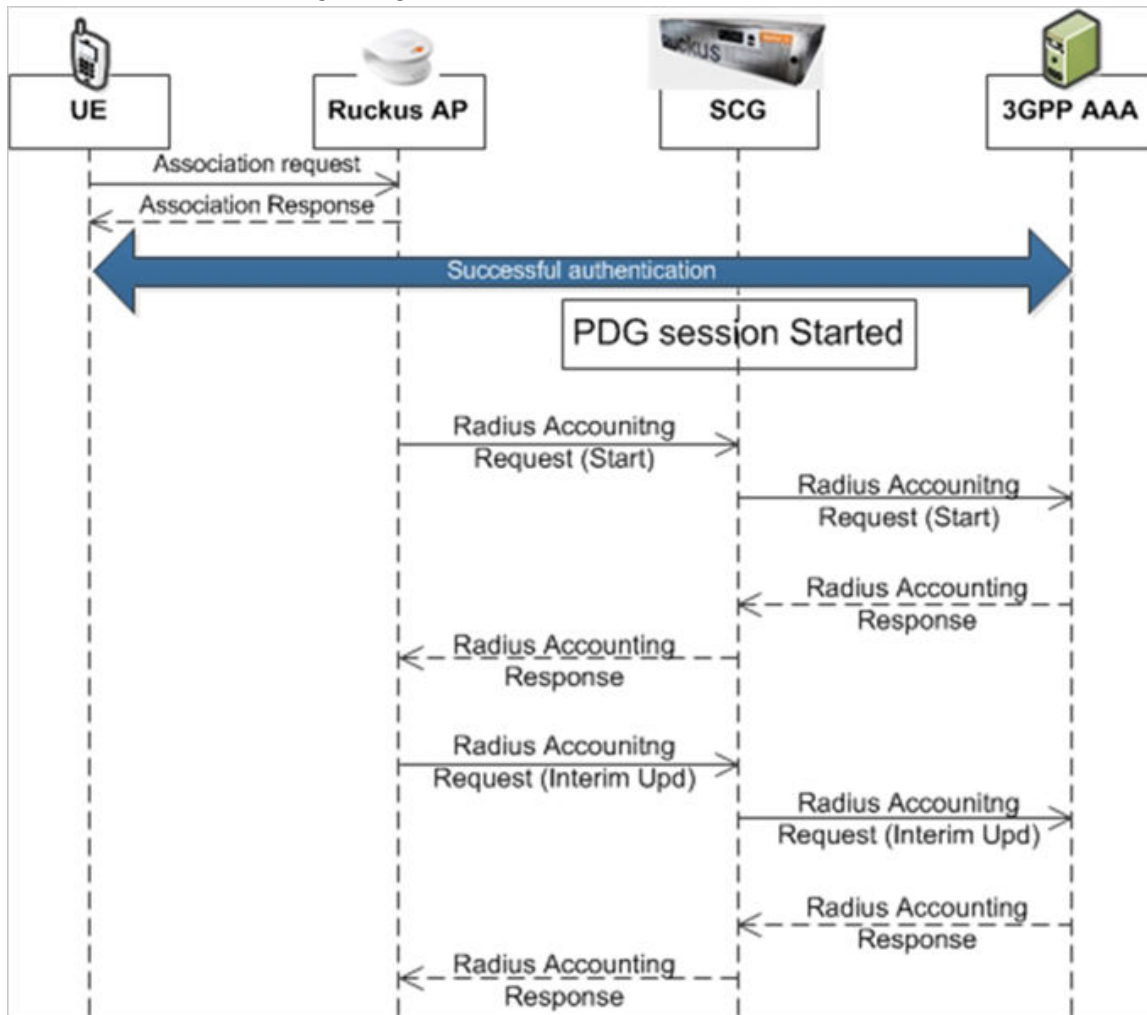 Ruckus
UE
Ruckus AP
SCG
3GPP AAA
Association request
Association Response
Successful authentication
PDG session Started
Radius Accounitng
Request (Start)
Radius Accounitng
Request (Start)
Radius Accounting
Response
Radius Accounting
Response
Radius Accounitng
Request (Interim Upd)
Radius Accounitng
Request (Interim Upd)
Radius Accounting
Response
Radius Accounting
Response